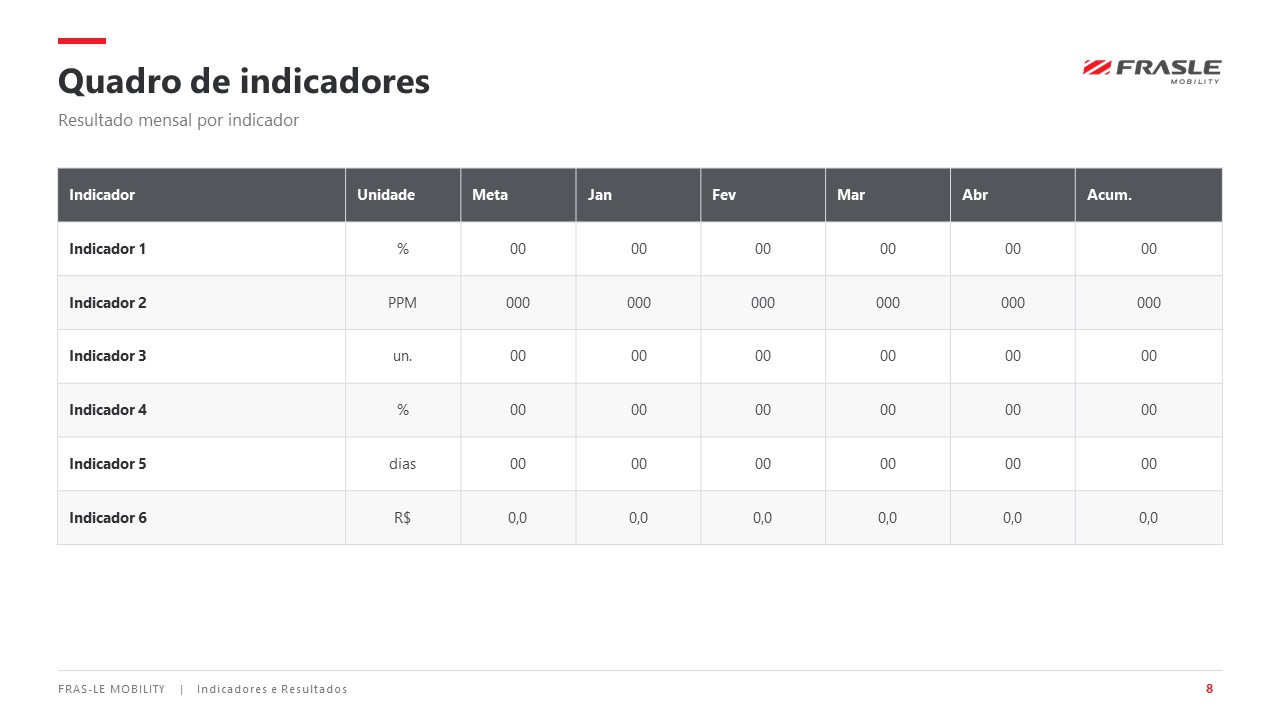 Quadro de indicadores
FRASLE
MOBILITY
Resultado mensal por indicador
Indicador Unidade Meta Jan Fev Mar Abr Acum.
Indicador 1 % 00 00 00 00 00 00
Indicador 2 PPM 000 000 000 000 000 000
Indicador 3 un. 00 00 00 00 00 00
Indicador 4 % 00 00 00 00 00 00
Indicador 5 dias 00 00 00 00 00 00
Indicador 6 R$ 0,0 0,0 0,0 0,0 0,0 0,0
FRAS-LE MOBILITY | Indicadores e Resultados 8